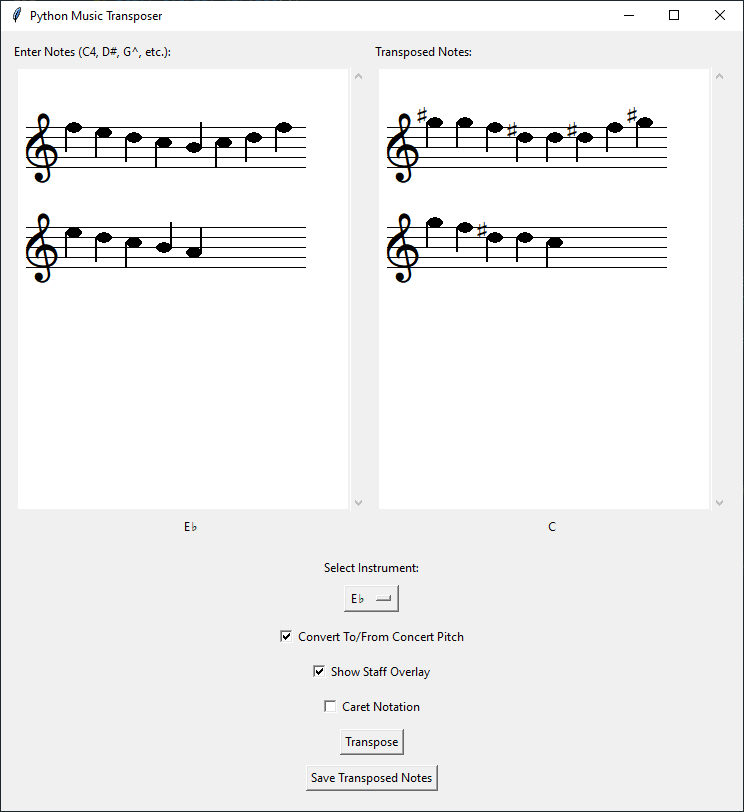 Python Music Transposer
Enter Notes (C4, D#, G^, etc.):
Transposed Notes:
E♭
C
Select Instrument:
E♭
Convert To/From Concert Pitch
Show Staff Overlay
Caret Notation
Transpose
Save Transposed Notes